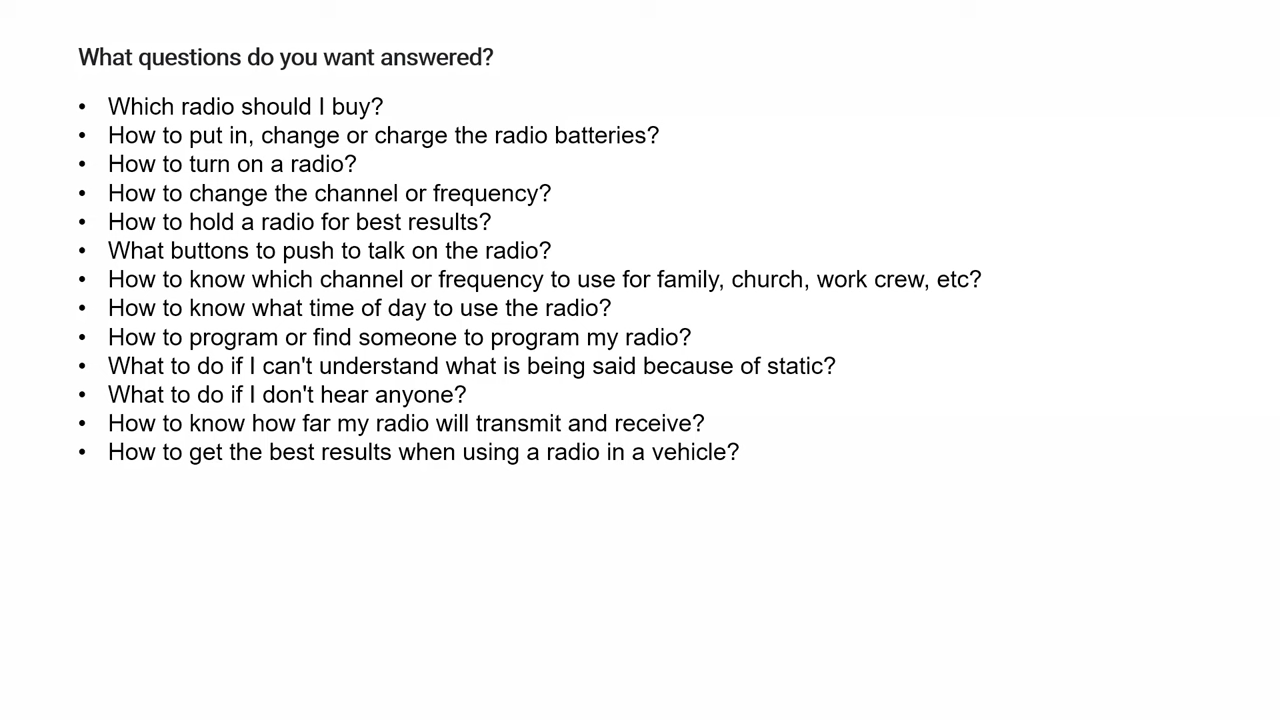 What questions do you want answered?
• Which radio should I buy?
• How to put in, change or charge the radio batteries?
• How to turn on a radio?
• How to change the channel or frequency?
• How to hold a radio for best results?
• What buttons to push to talk on the radio?
• How to know which channel or frequency to use for family, church, work crew, etc?
• How to know what time of day to use the radio?
• How to program or find someone to program my radio?
• What to do if I can't understand what is being said because of static?
• What to do if I don't hear anyone?
• How to know how far my radio will transmit and receive?
• How to get the best results when using a radio in a vehicle?